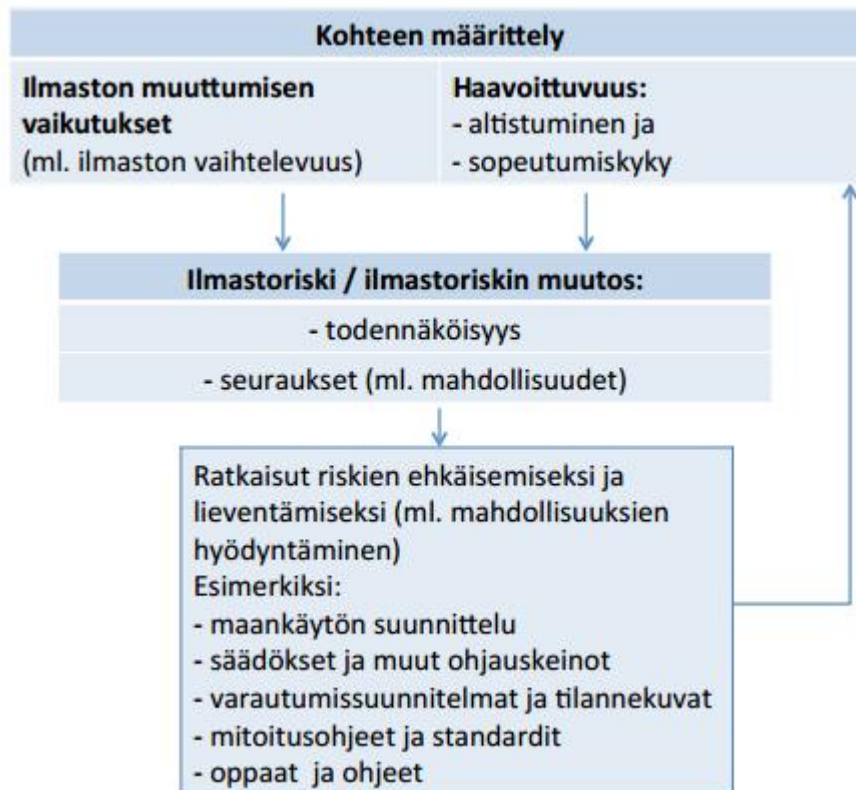 Kohteen määrittely
Ilmaston muuttumisen
vaikutukset
(ml. ilmaston vaihtelevuus)
Haavoittuvuus:
- altistuminen ja
- sopeutumiskyky
Ilmastoriski / ilmastoriskin muutos:
- todennäköisyys
- seuraukset (ml. mahdollisuudet)
Ratkaisut riskien ehkäisemiseksi ja
lieventämiseksi (ml. mahdollisuuksien
hyödyntäminen)
Esimerkiksi:
- maankäytön suunnittelu
- säädökset ja muut ohjauskeinot
- varautumissuunnitelmat ja tilannekuvat
- mitoitusohjeet ja standardit
- oppaat ja ohjeet